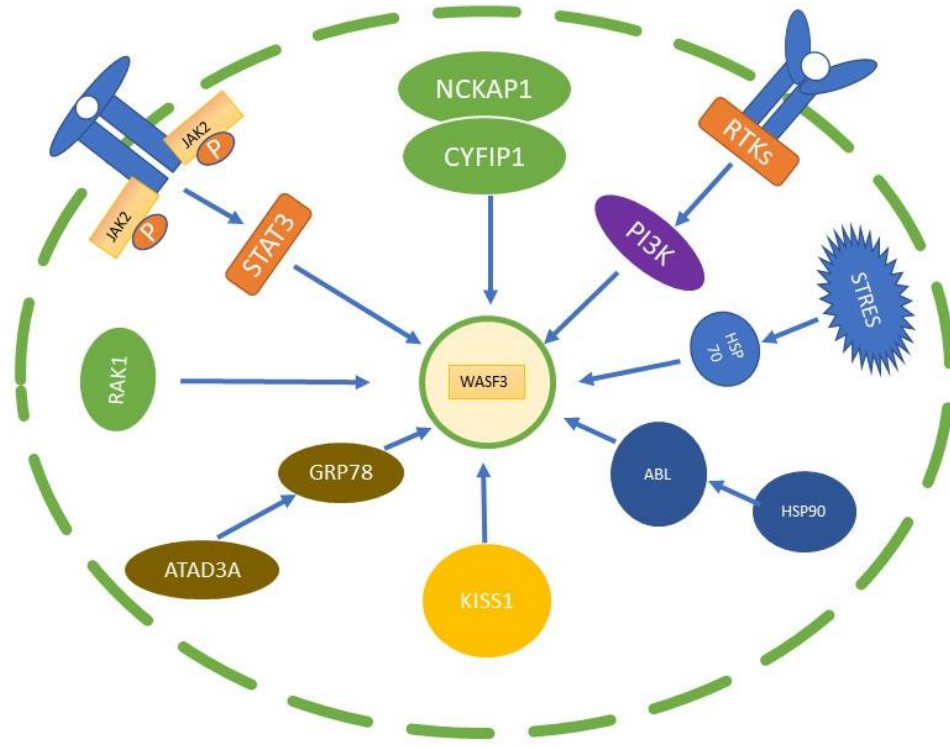 NCKAP1
CYFIP1
JAK2
P
JAK2
P
STAT3
RTKs
PI3K
STRES
HSP
70
RAK1
WASF3
GRP78
ABL
HSP90
ATAD3A
KISS1